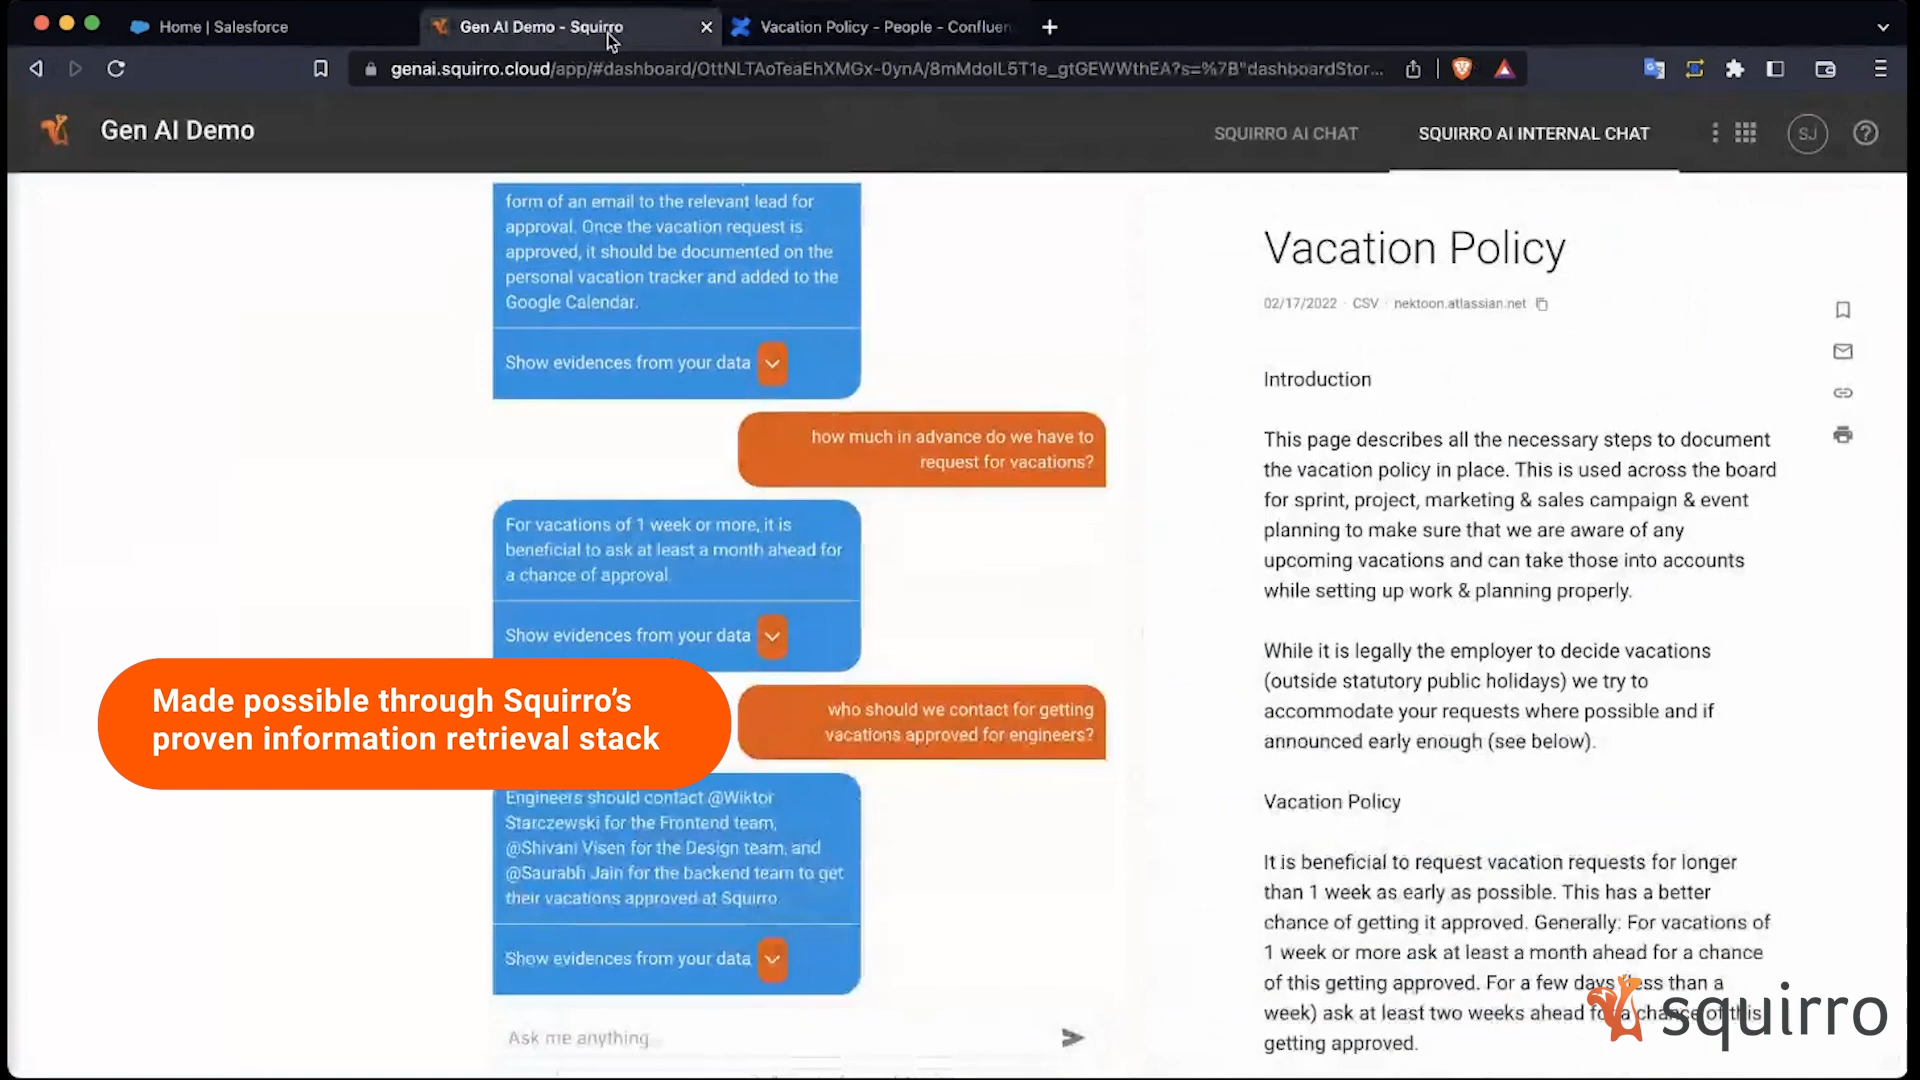 Home | Salesforce
Gen AI Demo - Squirro
Vacation Policy - People - Confluen
genai.squirro.cloud/app/#dashboard/OttNLTAoTeaEhXMGx-0ynA/8mMdoIL5T1e_gtGEWWthEA?s=%7B"dashboardStor...
Gen AI Demo
SQUIRRO AI CHAT
SQUIRRO AI INTERNAL CHAT
SJ
form of an email to the relevant lead for
approval. Once the vacation request is
approved, it should be documented on the
personal vacation tracker and added to the
Google Calendar.
Show evidences from your data
how much in advance do we have to
request for vacations?
For vacations of 1 week or more, it is
beneficial to ask at least a month ahead for
a chance of approval.
Show evidences from your data
Made possible through Squirro's
proven information retrieval stack
who should we contact for getting
vacations approved for engineers?
Engineers should contact @Wiktor
Starczewski for the Frontend team,
@Shivani Visen for the Design team, and
@Saurabh Jain for the backend team to get
their vacations approved at Squirro.
Show evidences from your data
Ask me anything...
Vacation Policy
02/17/2022 · CSV · nektoon.atlassian.net
Introduction
This page describes all the necessary steps to document
the vacation policy in place. This is used across the board
for sprint, project, marketing & sales campaign & event
planning to make sure that we are aware of any
upcoming vacations and can take those into accounts
while setting up work & planning properly.
While it is legally the employer to decide vacations
(outside statutory public holidays) we try to
accommodate your requests where possible and if
announced early enough (see below).
Vacation Policy
It is beneficial to request vacation requests for longer
than 1 week as early as possible. This has a better
chance of getting it approved. Generally: For vacations of
1 week or more ask at least a month ahead for a chance
of this getting approved. For a few days (less than a
week) ask at least two weeks ahead for a chance of this
getting approved.
squirro